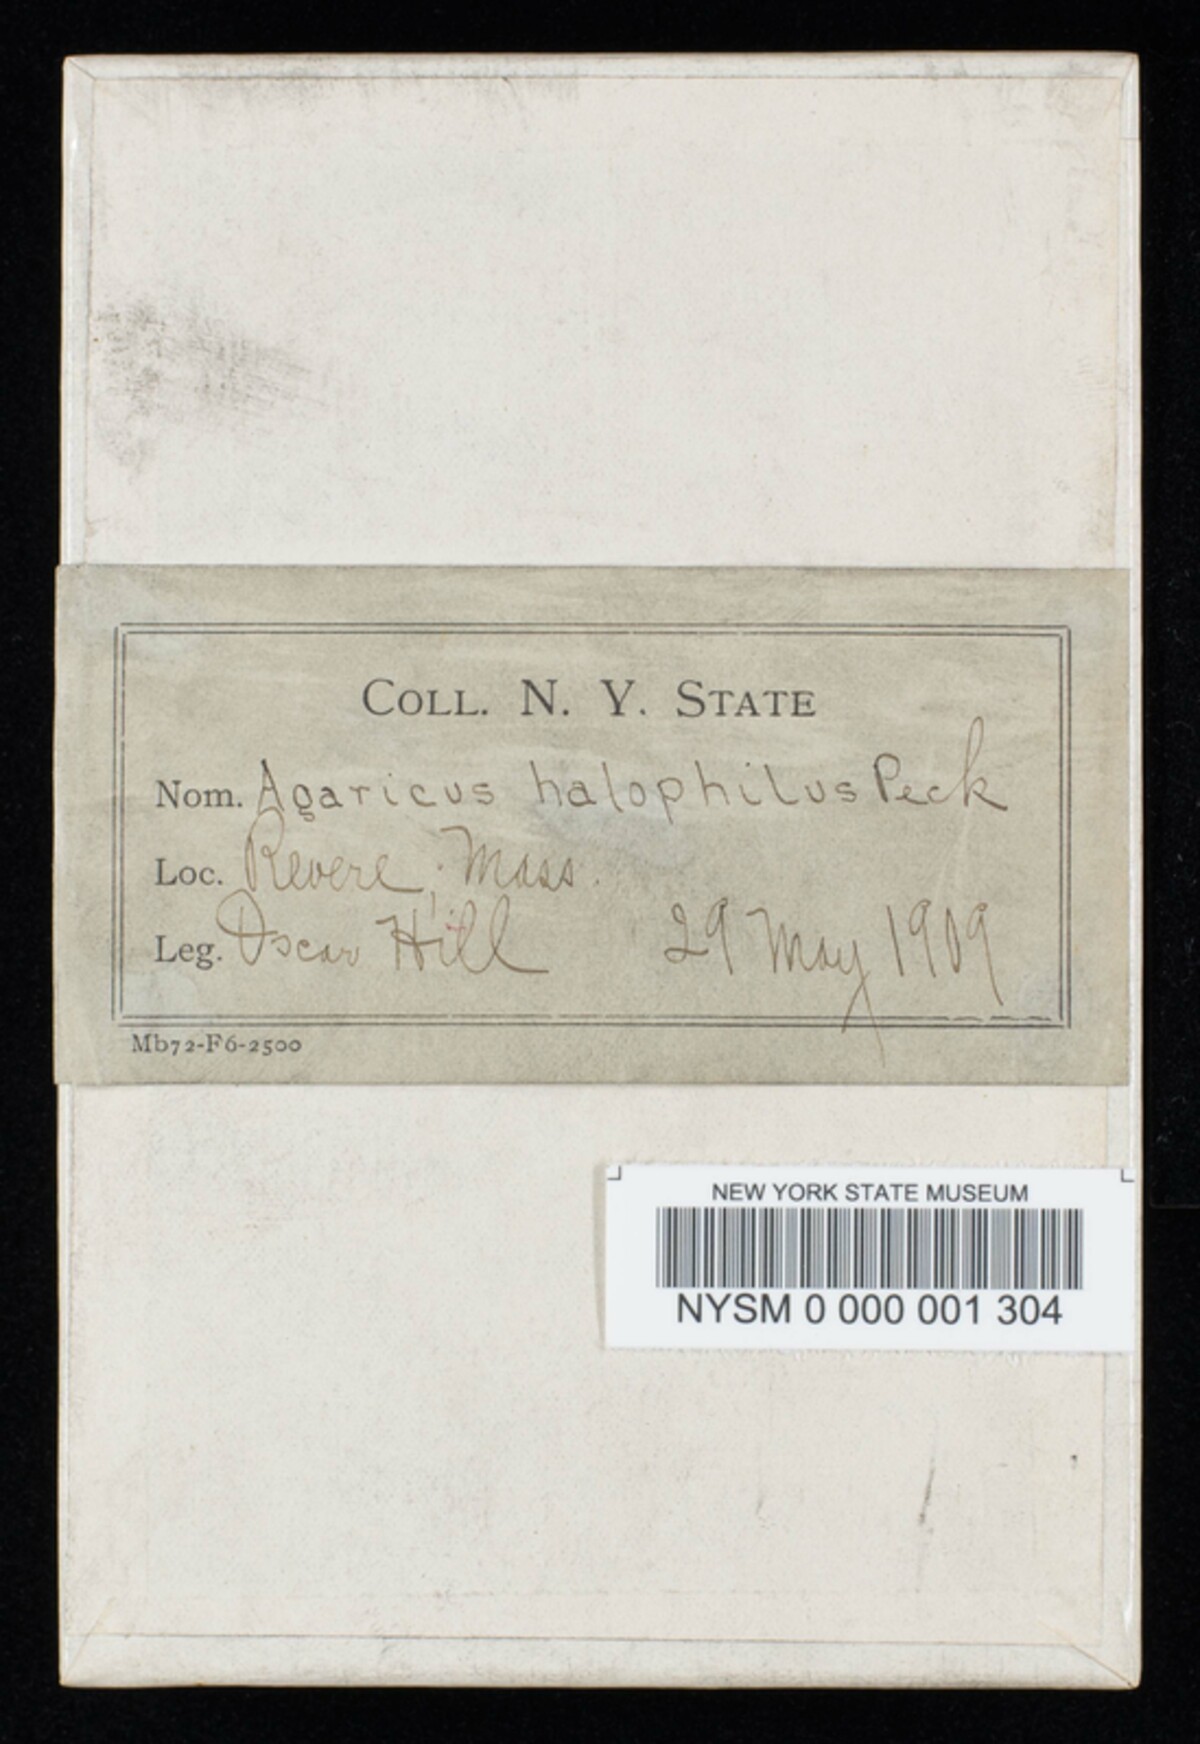 COLL. N. Y. STATE
Nom. Agaricus halophilus Peck
Loc. Revere, Mass.
Leg. Oscar Hill 29 May 1909
Mb72-F6-2500
NEW YORK STATE MUSEUM
NYSM 0 000 001 304